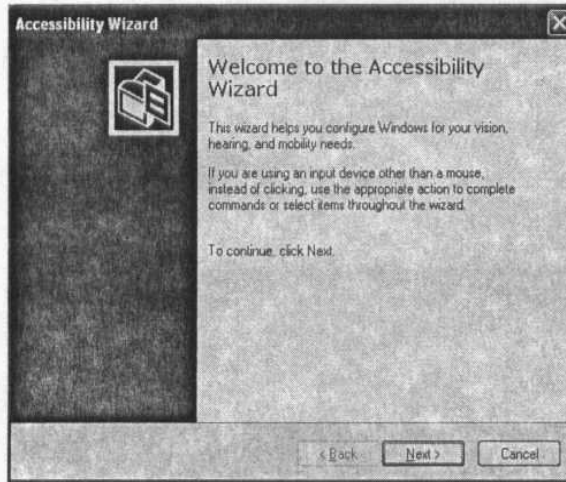 Accessibility Wizard
Welcome to the Accessibility
Wizard
This wizard helps you configure Windows for your vision,
hearing, and mobility needs.
If you are using an input device other than a mouse,
instead of clicking, use the appropriate action to complete
commands or select items throughout the wizard.
To continue, click Next.
< Back
Next >
Cancel